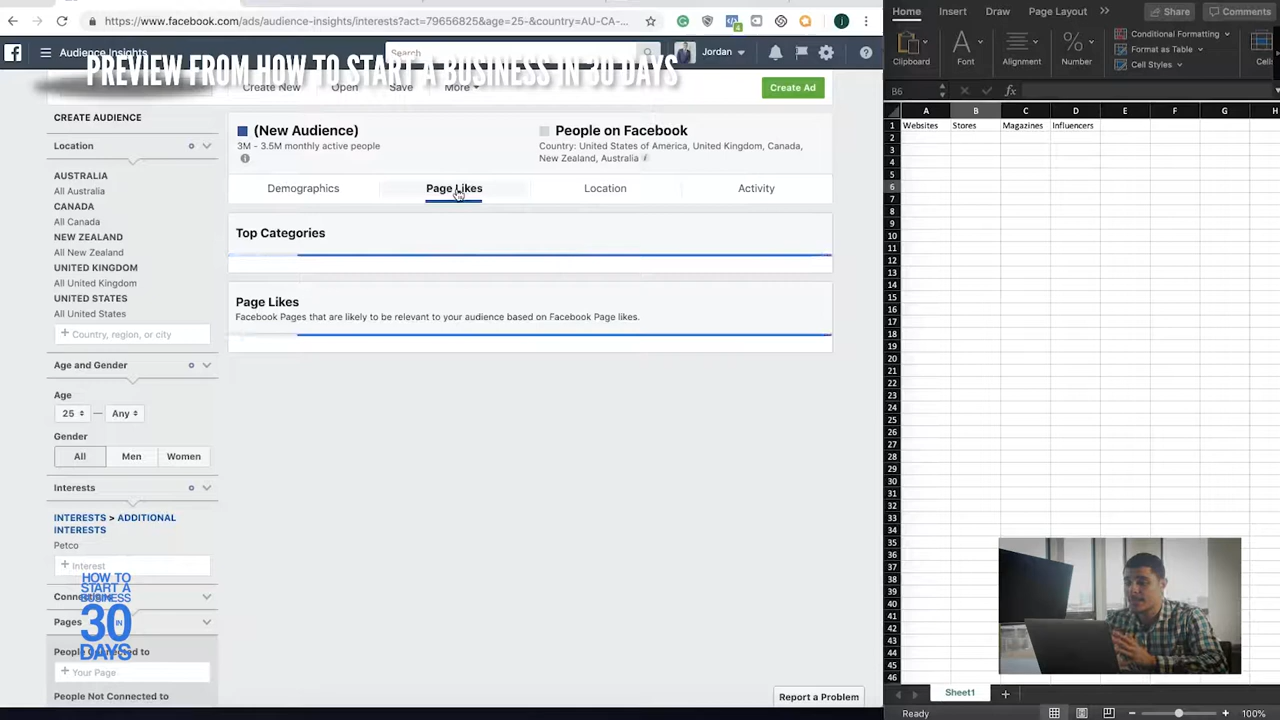 https://www.facebook.com/ads/audience-insights/interests?act=79656825&age=25-&country=AU-CA-...
4
j
Audience Insights
Search
Jordan
PREVIEW FROM HOW TO START A BUSINESS IN 30 DAYS
Create New
Open
Save
More
Create Ad
CREATE AUDIENCE
Location
AUSTRALIA
All Australia
CANADA
All Canada
NEW ZEALAND
All New Zealand
UNITED KINGDOM
All United Kingdom
UNITED STATES
All United States
+ Country, region, or city
Age and Gender
Age
25 — Any
Gender
All Men Women
Interests
INTERESTS > ADDITIONAL
INTERESTS
Petco
+ Interest
Connections
Pages
People Connected to
+ Your Page
People Not Connected to
HOW TO
START A
BUSINESS
30 IN
DAYS
(New Audience)
3M - 3.5M monthly active people
People on Facebook
Country: United States of America, United Kingdom, Canada,
New Zealand, Australia
Demographics
Page Likes
Location
Activity
Top Categories
Page Likes
Facebook Pages that are likely to be relevant to your audience based on Facebook Page likes.
Report a Problem
Home Insert Draw Page Layout >> Share Comments
Clipboard
Font
Alignment
Number
Conditional Formatting
Format as Table
Cell Styles
Cells
B6 fx
A B C D E F G H
1 Websites Stores Magazines Influencers
2
3
4
5
6
7
8
9
10
11
12
13
14
15
16
17
18
19
20
21
22
23
24
25
26
27
28
29
30
31
32
33
34
35
36
37
38
39
40
41
42
43
44
45
46
Sheet1 +
Ready
100%